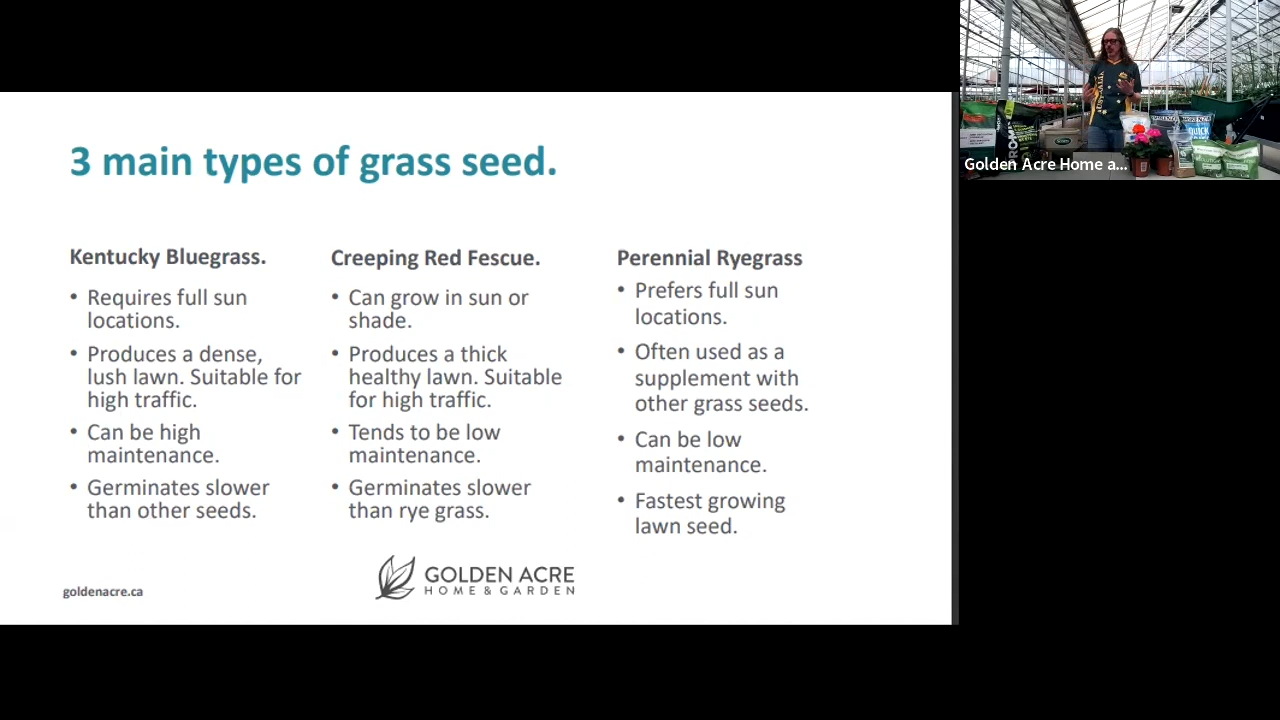 3 main types of grass seed.
Kentucky Bluegrass.
• Requires full sun
locations.
• Produces a dense,
lush lawn. Suitable for
high traffic.
• Can be high
maintenance.
• Germinates slower
than other seeds.
Creeping Red Fescue.
• Can grow in sun or
shade.
• Produces a thick
healthy lawn. Suitable
for high traffic.
• Tends to be low
maintenance.
• Germinates slower
than rye grass.
Perennial Ryegrass
• Prefers full sun
locations.
• Often used as a
supplement with
other grass seeds.
• Can be low
maintenance.
• Fastest growing
lawn seed.
goldenacre.ca
GOLDEN ACRE
HOME & GARDEN
Golden Acre Home a...
AUSTRALIA
Scotts
QUICK